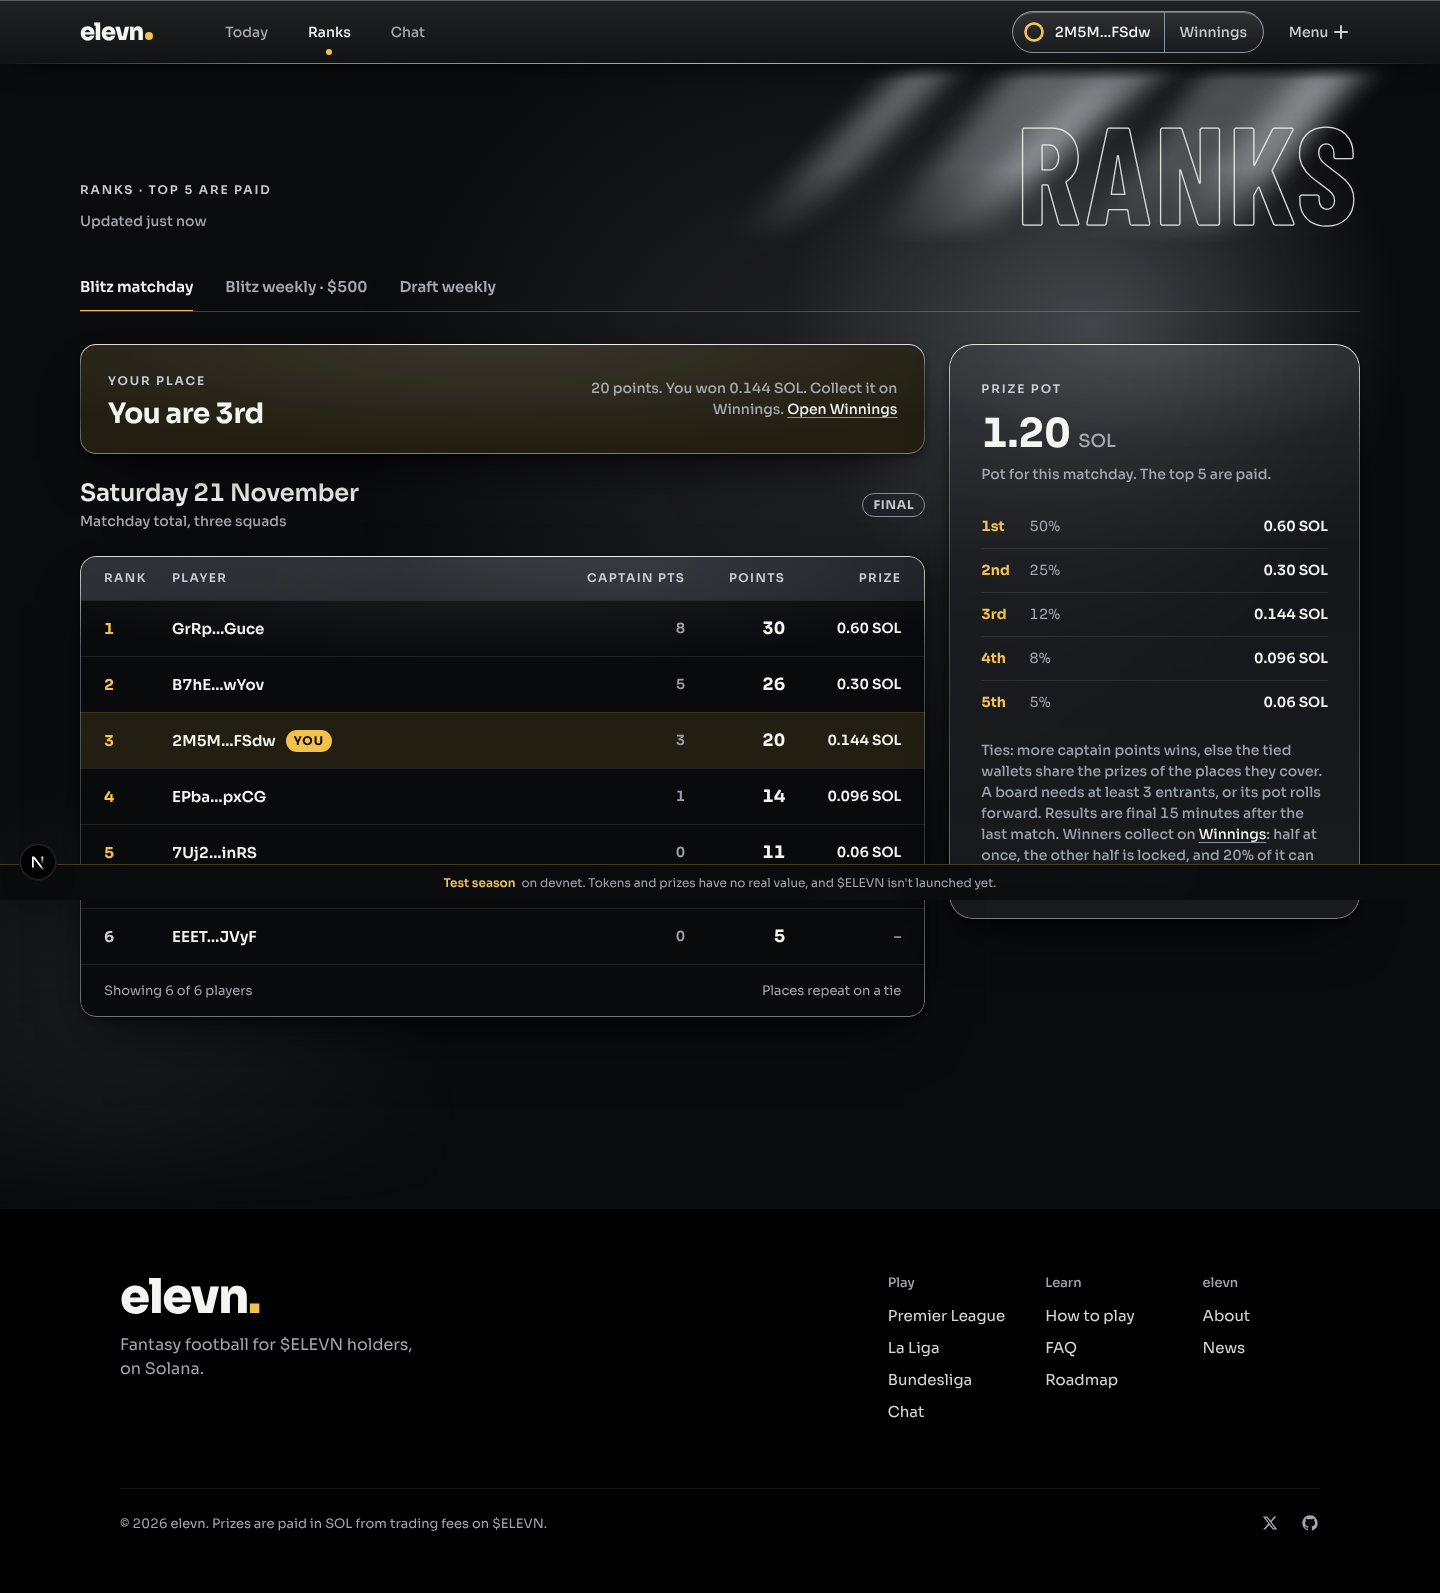 elevn.
Today
Ranks
Chat
2M5M...FSdw
Winnings
Menu
RANKS
RANKS · TOP 5 ARE PAID
Updated just now
Blitz matchday
Blitz weekly · $500
Draft weekly
YOUR PLACE
You are 3rd
20 points. You won 0.144 SOL. Collect it on
Winnings. Open Winnings
Saturday 21 November
Matchday total, three squads
FINAL
RANK PLAYER CAPTAIN PTS POINTS PRIZE
1 GrRp...Guce 8 30 0.60 SOL
2 B7hE...wYov 5 26 0.30 SOL
3 2M5M...FSdw YOU 3 20 0.144 SOL
4 EPba...pxCG 1 14 0.096 SOL
5 7Uj2...inRS 0 11 0.06 SOL
6 EEET...JVyF 0 5 –
Showing 6 of 6 players
Places repeat on a tie
PRIZE POT
1.20 SOL
Pot for this matchday. The top 5 are paid.
1st 50% 0.60 SOL
2nd 25% 0.30 SOL
3rd 12% 0.144 SOL
4th 8% 0.096 SOL
5th 5% 0.06 SOL
Ties: more captain points wins, else the tied
wallets share the prizes of the places they cover.
A board needs at least 3 entrants, or its pot rolls
forward. Results are final 15 minutes after the
last match. Winners collect on Winnings: half at
once, the other half is locked, and 20% of it can
N
Test season on devnet. Tokens and prizes have no real value, and $ELEVN isn't launched yet.
elevn.
Fantasy football for $ELEVN holders,
on Solana.
Play
Premier League
La Liga
Bundesliga
Chat
Learn
How to play
FAQ
Roadmap
elevn
About
News
© 2026 elevn. Prizes are paid in SOL from trading fees on $ELEVN.